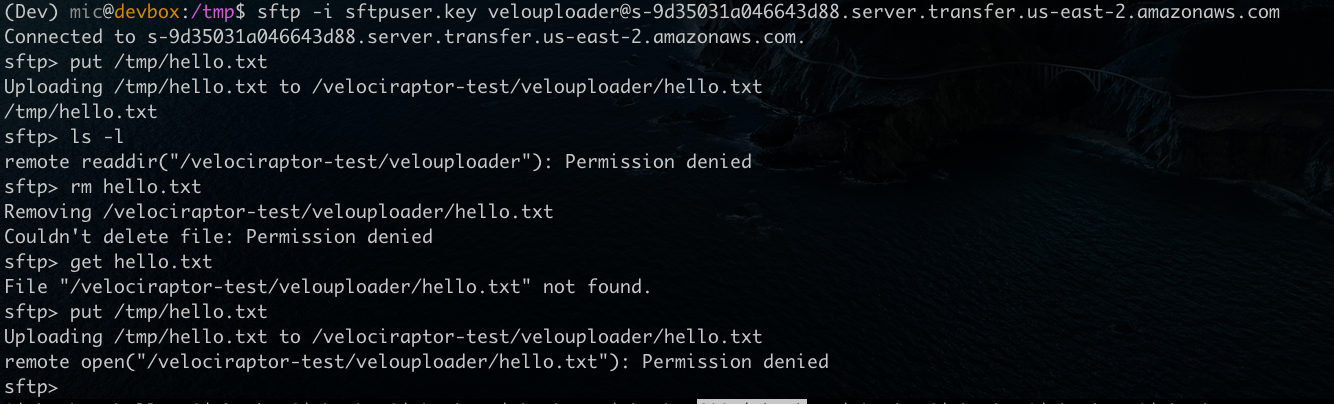 (Dev) mic@devbox:/tmp$ sftp -i sftpuser.key velouploader@s-9d35031a046643d88.server.transfer.us-east-2.amazonaws.com
Connected to s-9d35031a046643d88.server.transfer.us-east-2.amazonaws.com.
sftp> put /tmp/hello.txt
Uploading /tmp/hello.txt to /velociraptor-test/velouploader/hello.txt
/tmp/hello.txt
sftp> ls -l
remote readdir("/velociraptor-test/velouploader"): Permission denied
sftp> rm hello.txt
Removing /velociraptor-test/velouploader/hello.txt
Couldn't delete file: Permission denied
sftp> get hello.txt
File "/velociraptor-test/velouploader/hello.txt" not found.
sftp> put /tmp/hello.txt
Uploading /tmp/hello.txt to /velociraptor-test/velouploader/hello.txt
remote open("/velociraptor-test/velouploader/hello.txt"): Permission denied
sftp>